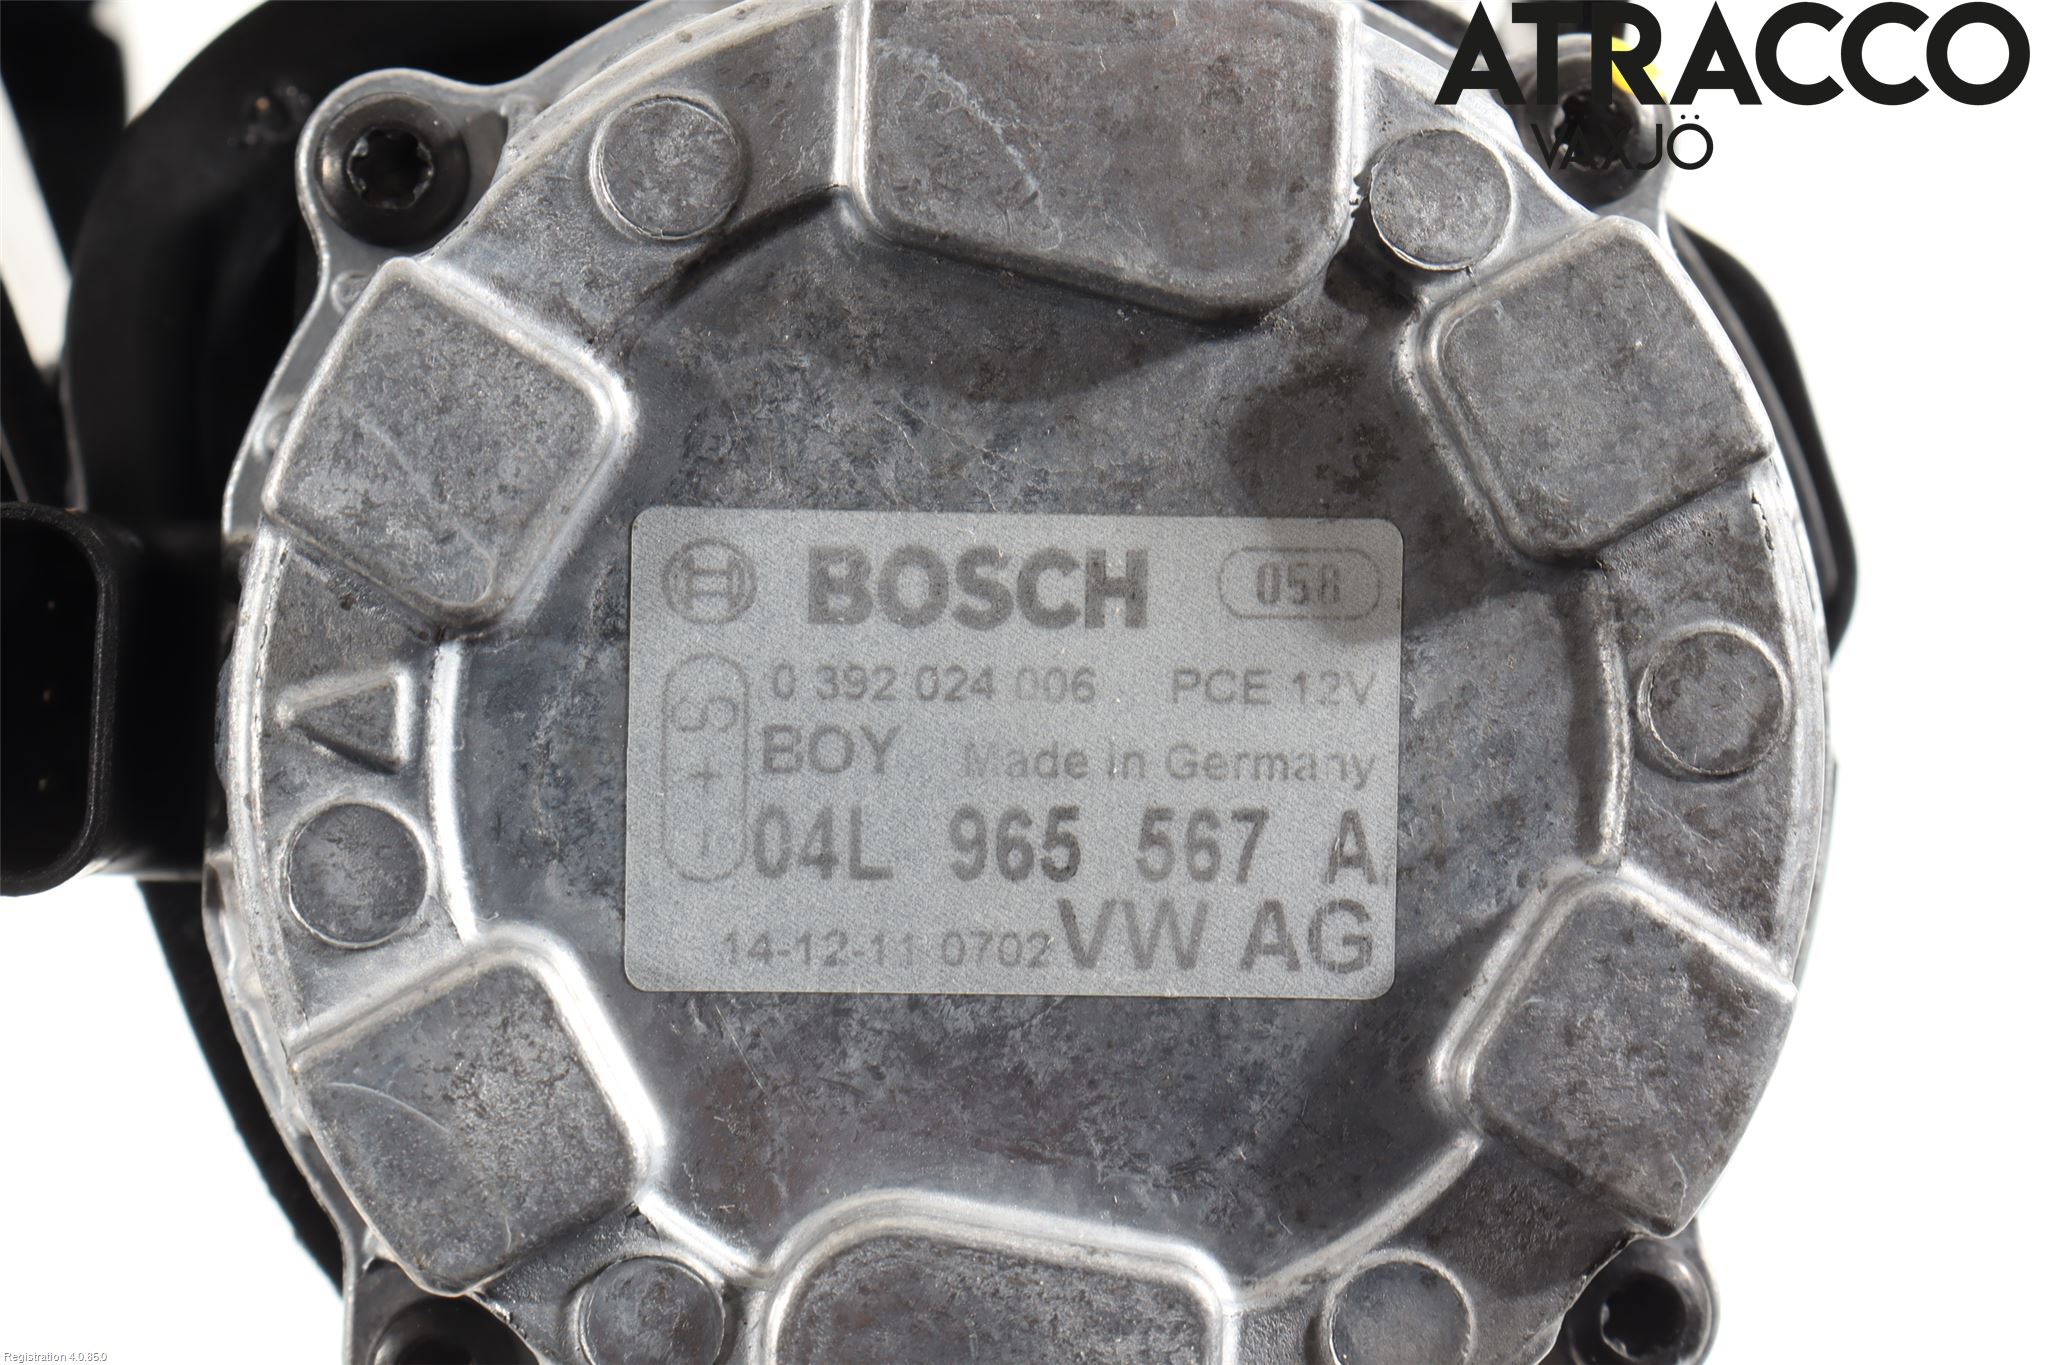 ATRACCO
VÄXJÖ
BOSCH 058
0 392 024 006 PCE 12V
S + -
BOY Made in Germany
04L 965 567 A
14-12-11 0702 VW AG
Registration 4.0.85.0